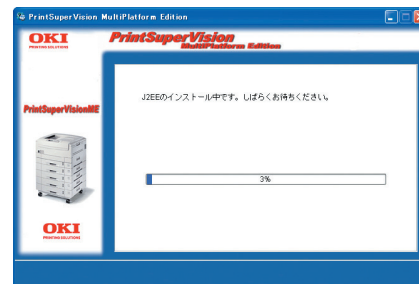 PrintSuperVision MultiPlatform Edition
OKI
PRINTING SOLUTIONS
PrintSuperVision
MultiPlatform Edition
J2EEのインストール中です。しばらくお待ちください。
PrintSuperVisionME
3%
OKI
PRINTING SOLUTIONS